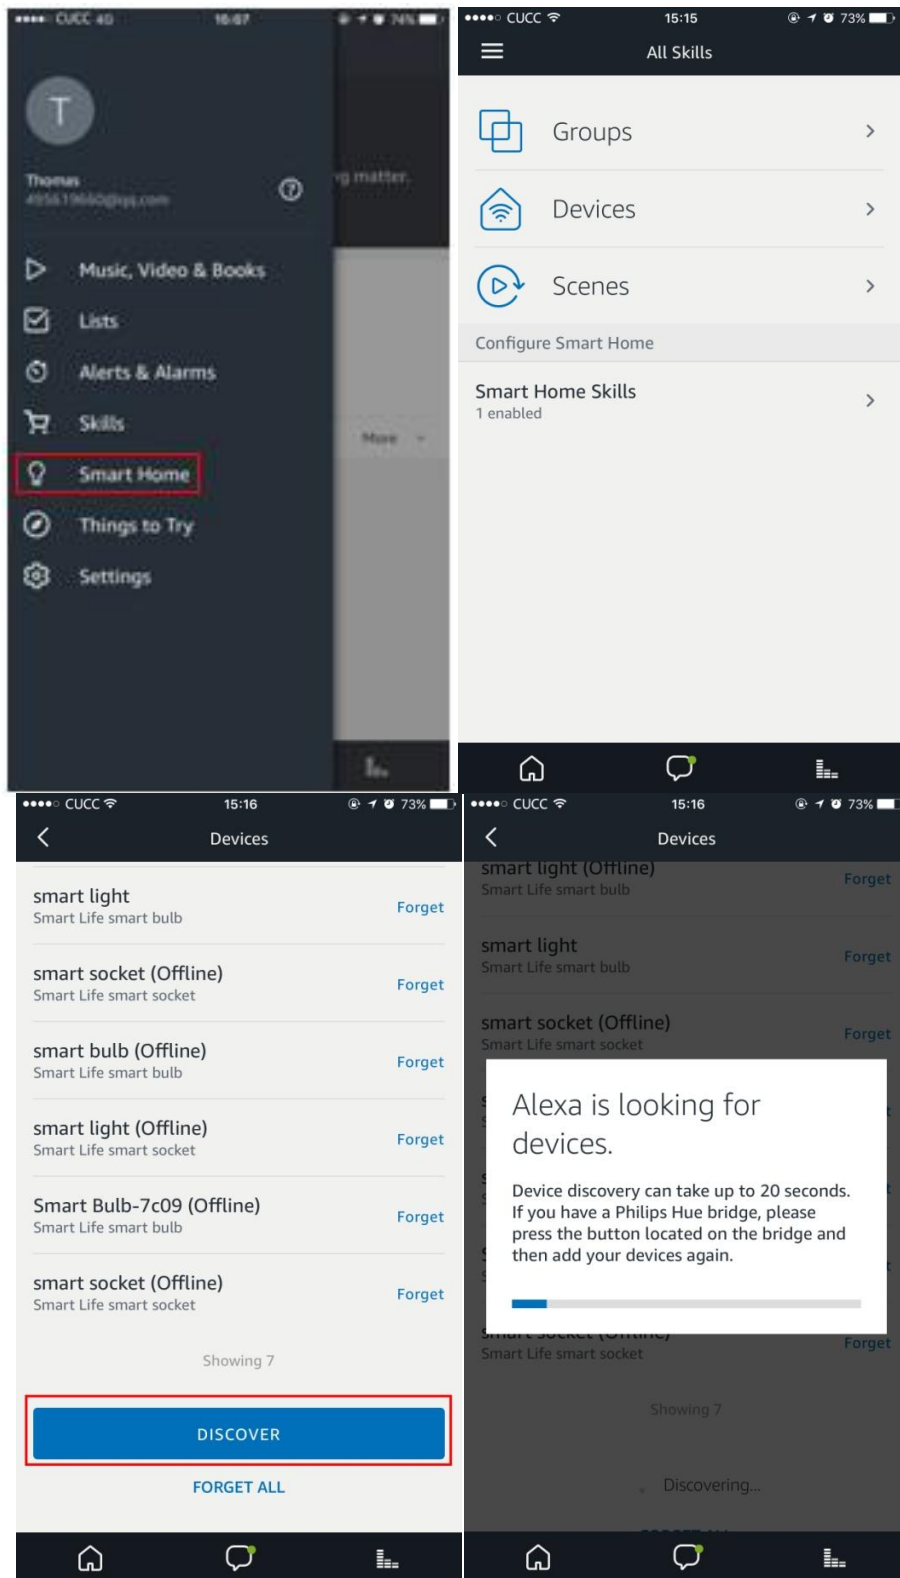 CUCC 4G 16:07 74%
T
Thomas
ng matter.
Music, Video & Books
Lists
Alerts & Alarms
Skills
More
Smart Home
Things to Try
Settings
CUCC 15:15 73%
All Skills
Groups
Devices
Scenes
Configure Smart Home
Smart Home Skills
1 enabled
CUCC 15:16 73%
Devices
smart light
Smart Life smart bulb
Forget
smart socket (Offline)
Smart Life smart socket
Forget
smart bulb (Offline)
Smart Life smart bulb
Forget
smart light (Offline)
Smart Life smart socket
Forget
Smart Bulb-7c09 (Offline)
Smart Life smart bulb
Forget
smart socket (Offline)
Smart Life smart socket
Forget
Showing 7
DISCOVER
FORGET ALL
CUCC 15:16 73%
Devices
smart light (Offline)
Smart Life smart bulb
Forget
smart light
Smart Life smart bulb
Forget
smart socket (Offline)
Smart Life smart socket
Forget
Alexa is looking for
devices.
Device discovery can take up to 20 seconds.
If you have a Philips Hue bridge, please
press the button located on the bridge and
then add your devices again.
smart socket (Offline)
Smart Life smart socket
Forget
Showing 7
Discovering...
FORGET ALL